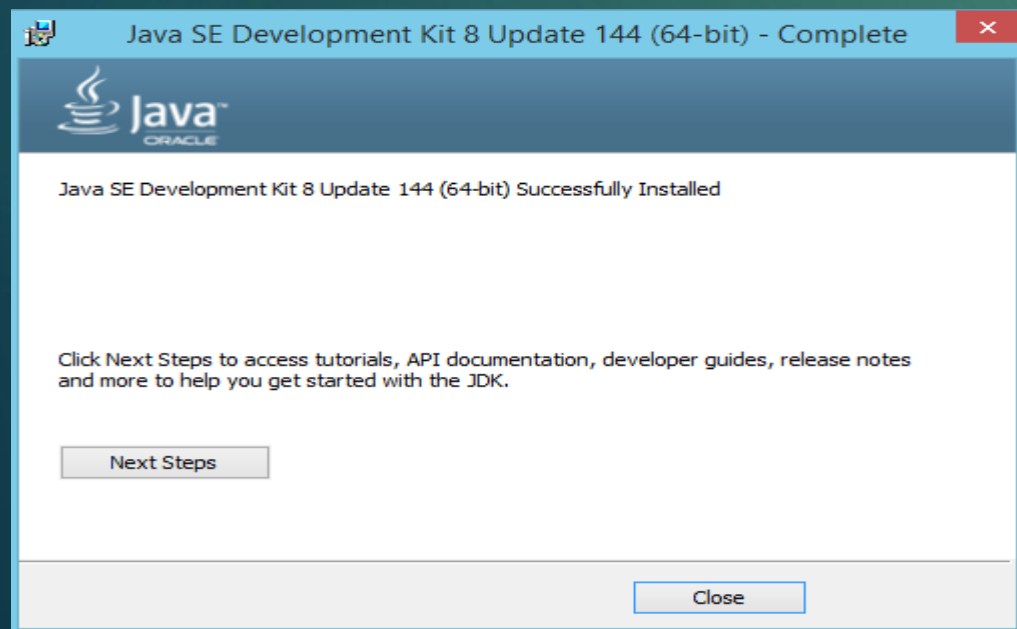 Java SE Development Kit 8 Update 144 (64-bit) - Complete
Java™
ORACLE
Java SE Development Kit 8 Update 144 (64-bit) Successfully Installed
Click Next Steps to access tutorials, API documentation, developer guides, release notes
and more to help you get started with the JDK.
Next Steps
Close